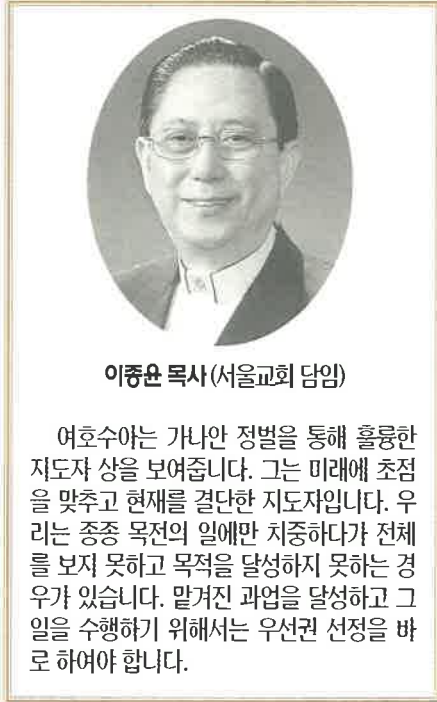 이종윤 목사 (서울교회 담임)
여호수아는 가나안 정벌을 통해 훌륭한
지도자 상을 보여줍니다. 그는 미래에 초점
을 맞추고 현재를 결단한 지도자입니다. 우
리는 종종 목전의 일에만 치중하다가 전체
를 보지 못하고 목적을 달성하지 못하는 경
우가 있습니다. 맡겨진 과업을 달성하고 그
일을 수행하기 위해서는 우선권 선정을 바
로 하여야 합니다.